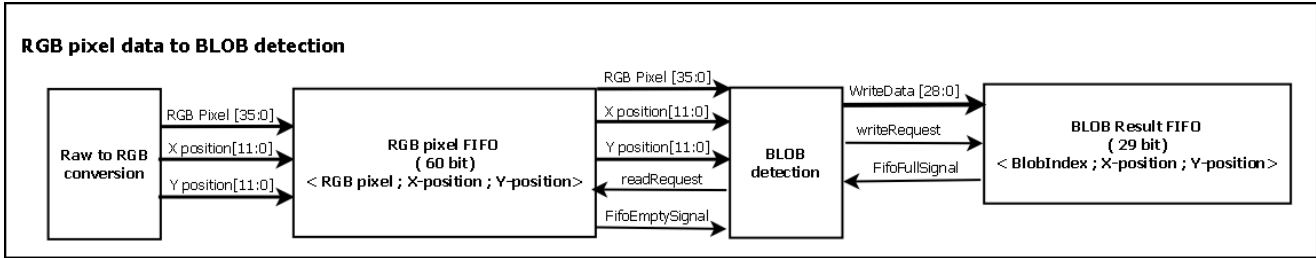 RGB pixel data to BLOB detection
Raw to RGB
conversion
RGB Pixel [35:0]
X position[11:0]
Y position[11:0]
RGB pixel FIFO
( 60 bit)
< RGB pixel ; X-position ; Y-position>
RGB Pixel [35:0]
X position[11:0]
Y position[11:0]
readRequest
FifoEmptySignal
BLOB
detection
WriteData [28:0]
writeRequest
FifoFullSignal
BLOB Result FIFO
( 29 bit)
< BlobIndex ; X-position ; Y-position>